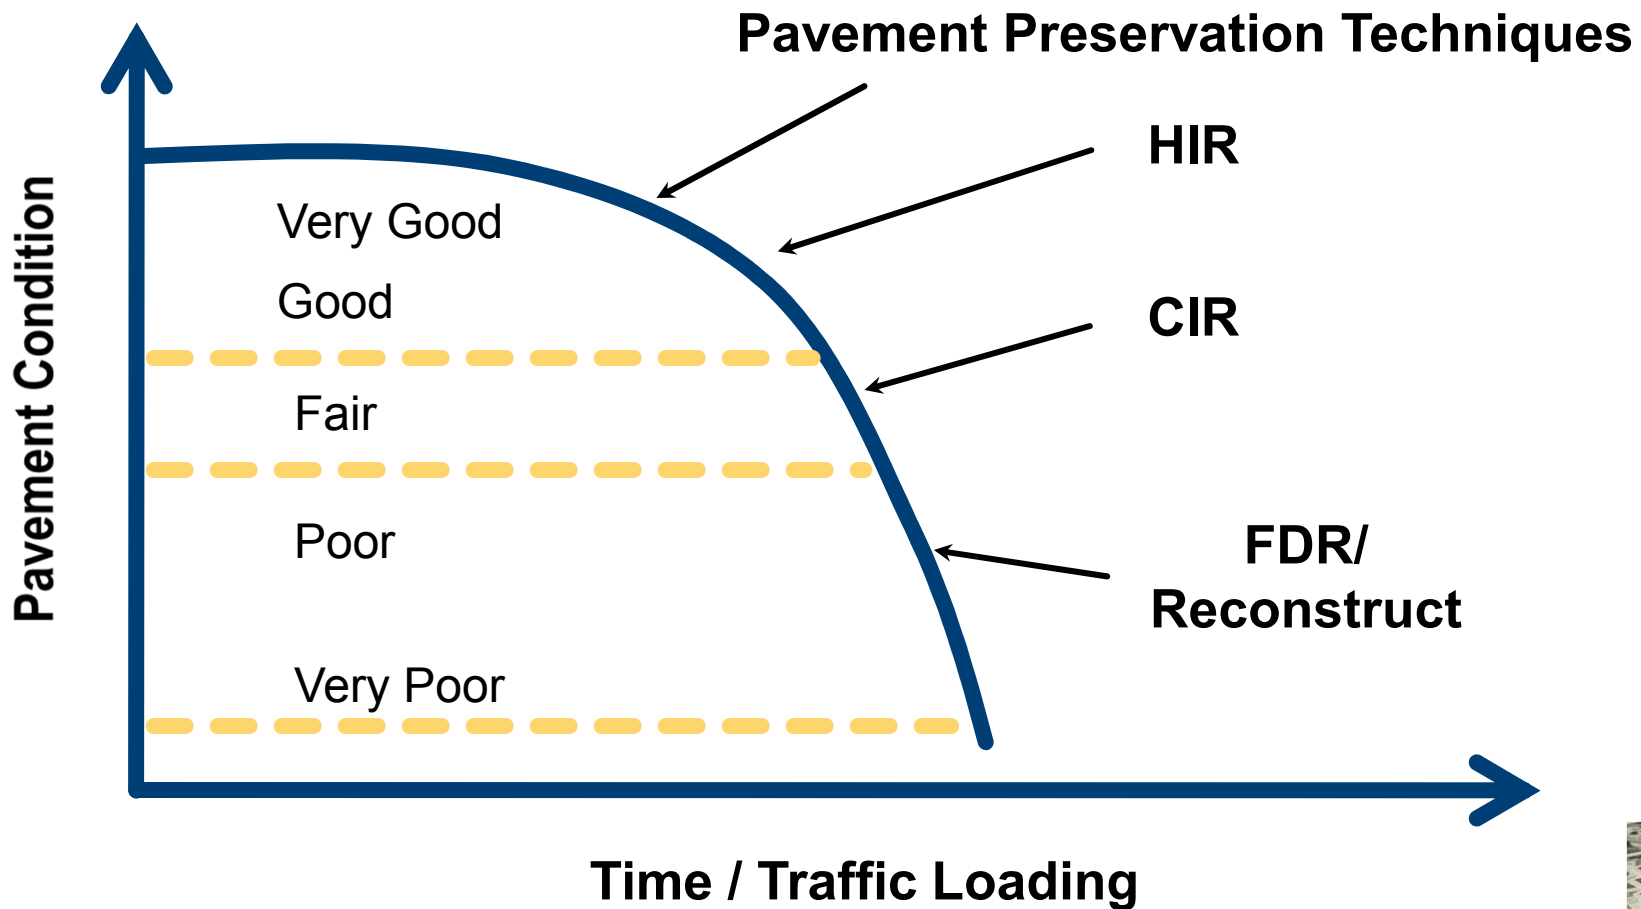 Pavement Preservation Techniques
HIR
CIR
FDR/
Reconstruct
Very Good
Good
Fair
Poor
Very Poor
Pavement Condition
Time / Traffic Loading